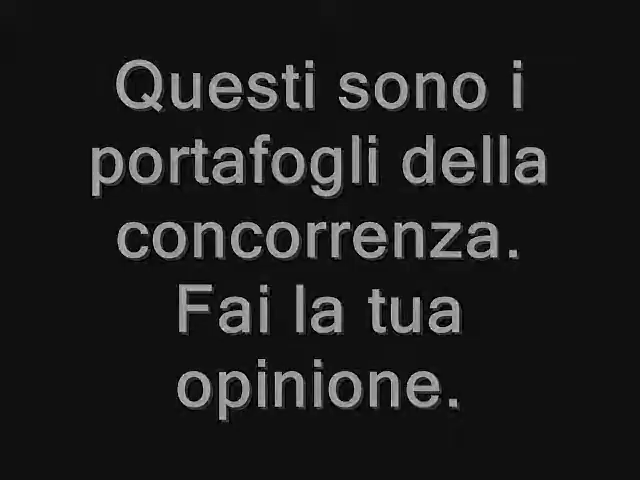 Questi sono i
portafogli della
concorrenza.
Fai la tua
opinione.